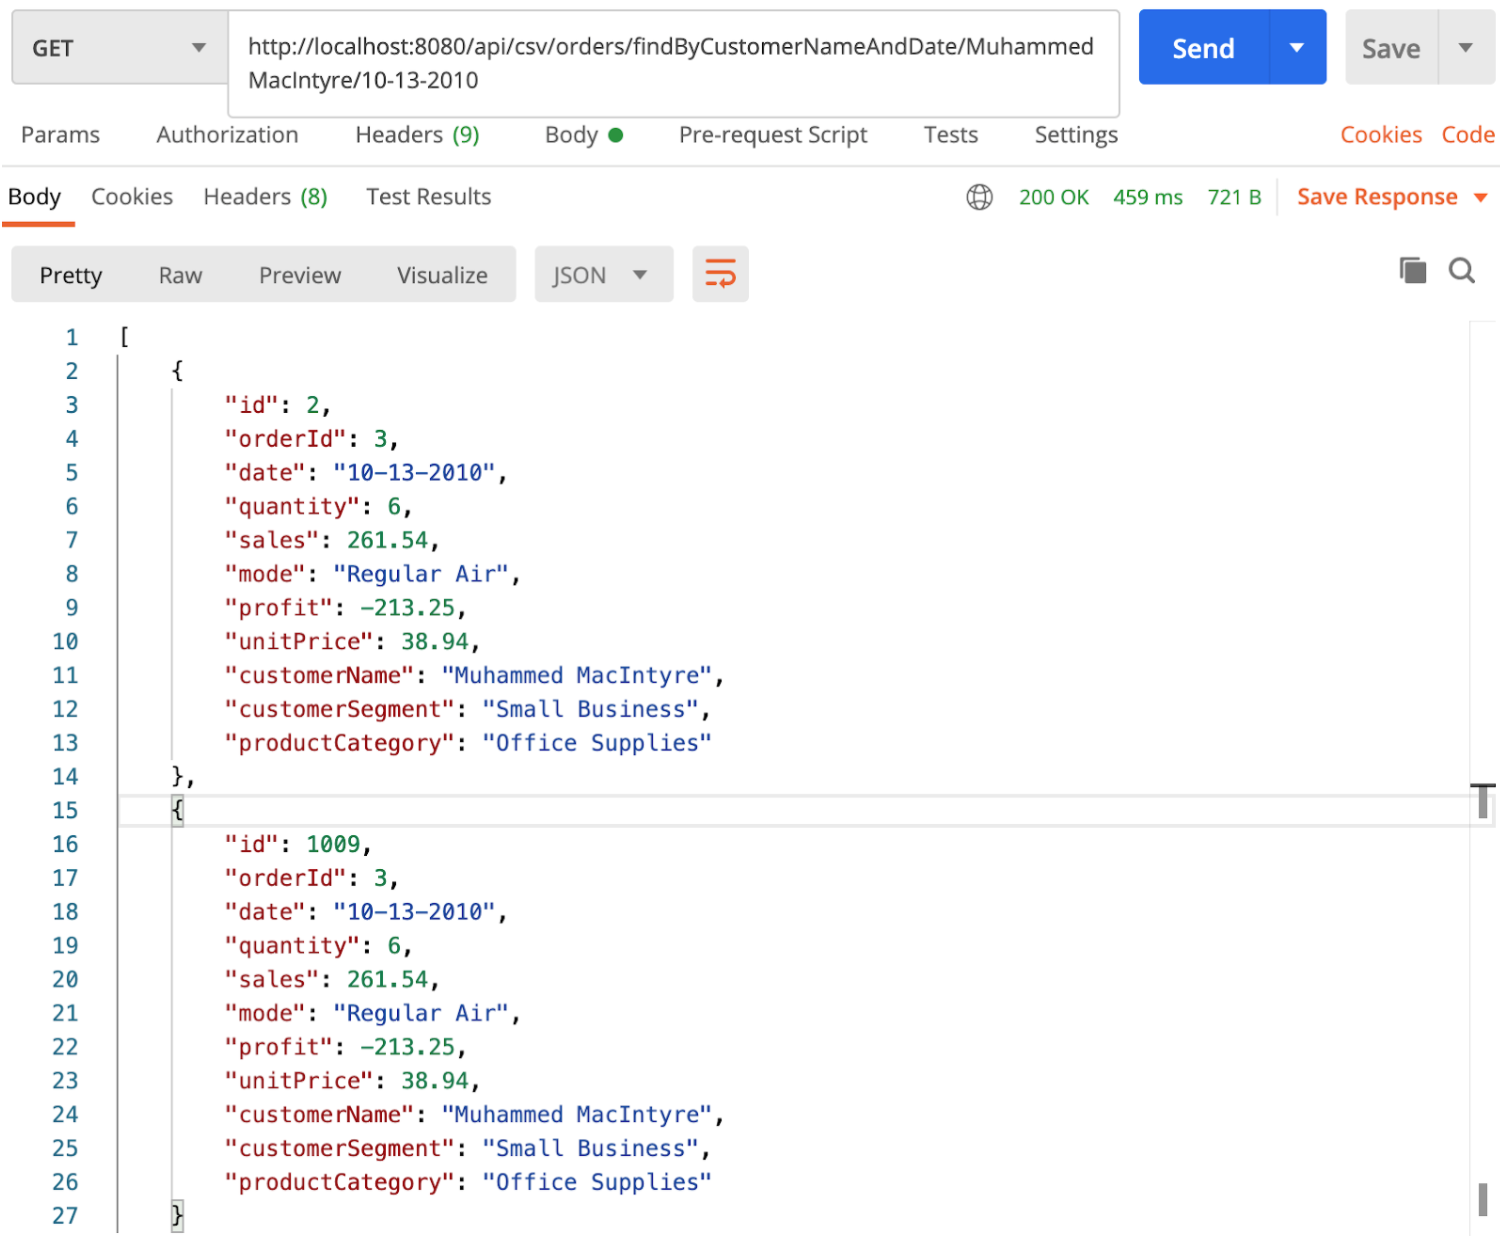 GET
http://localhost:8080/api/csv/orders/findByCustomerNameAndDate/Muhammed
MacIntyre/10-13-2010
Send
Save
Params Authorization Headers (9) Body Pre-request Script Tests Settings Cookies Code
Body Cookies Headers (8) Test Results 200 OK 459 ms 721 B Save Response
Pretty Raw Preview Visualize JSON
1 [
2 {
3 "id": 2,
4 "orderId": 3,
5 "date": "10-13-2010",
6 "quantity": 6,
7 "sales": 261.54,
8 "mode": "Regular Air",
9 "profit": -213.25,
10 "unitPrice": 38.94,
11 "customerName": "Muhammed MacIntyre",
12 "customerSegment": "Small Business",
13 "productCategory": "Office Supplies"
14 },
15 {
16 "id": 1009,
17 "orderId": 3,
18 "date": "10-13-2010",
19 "quantity": 6,
20 "sales": 261.54,
21 "mode": "Regular Air",
22 "profit": -213.25,
23 "unitPrice": 38.94,
24 "customerName": "Muhammed MacIntyre",
25 "customerSegment": "Small Business",
26 "productCategory": "Office Supplies"
27 }